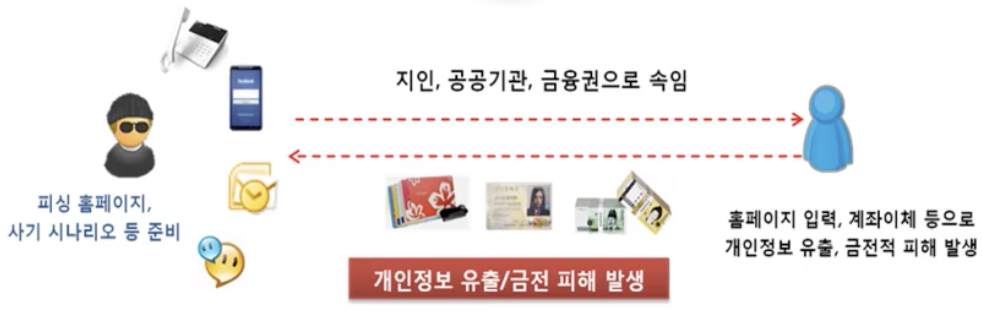 지인, 공공기관, 금융권으로 속임
피싱 홈페이지,
사기 시나리오 등 준비
홈페이지 입력, 계좌이체 등으로
개인정보 유출, 금전적 피해 발생
개인정보 유출/금전 피해 발생